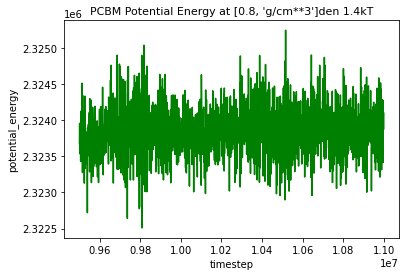 PCBM Potential Energy at [0.8, 'g/cm**3']den 1.4kT
1e6
2.3250
2.3245
2.3240
2.3235
2.3230
2.3225
potential_energy
0.96 0.98 1.00 1.02 1.04 1.06 1.08 1.10
timestep
1e7